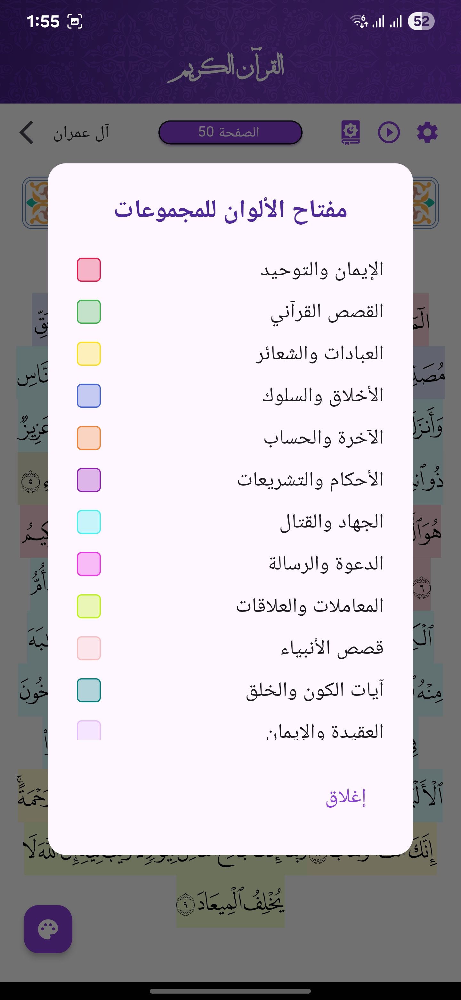 1:55
52
القرآن الكريم
آل عمران
الصفحة 50
مفتاح الألوان للمجموعات
الإيمان والتوحيد
القصص القرآني
العبادات والشعائر
الأخلاق والسلوك
الآخرة والحساب
الأحكام والتشريعات
الجهاد والقتال
الدعوة والرسالة
المعاملات والعلاقات
قصص الأنبياء
آيات الكون والخلق
العقيدة والإيمان
إغلاق
إِنَّكَ
ٱللَّهَ لَا
يُخْلِفُ ٱلْمِيعَادَ ٩